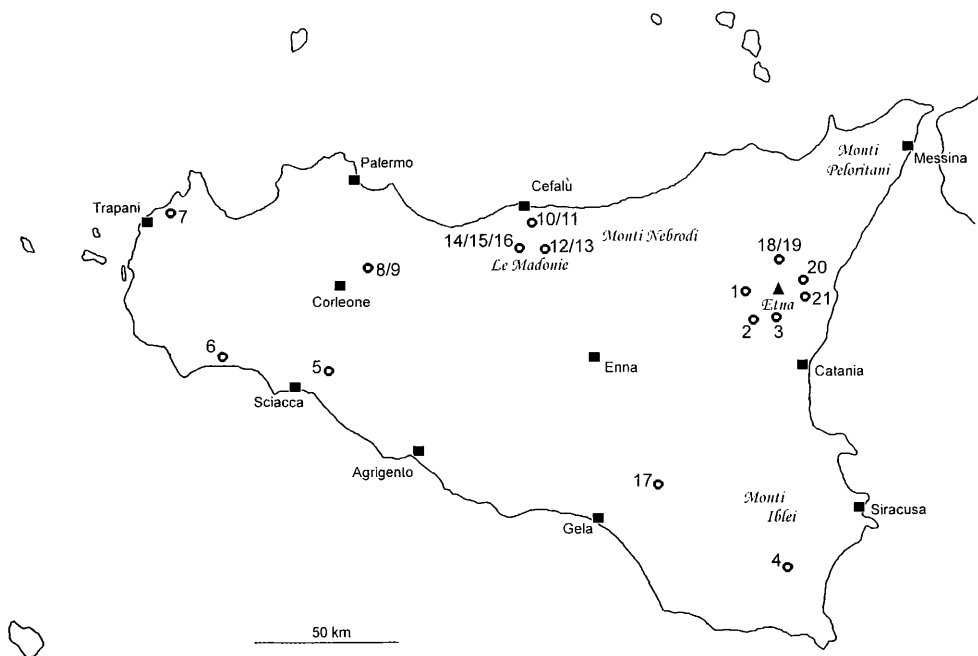 Monti
Peloritani
Messina
Palermo
Cefalù
Trapani
7
10/11
Monti Nebrodi
14/15/16
12/13
Le Madonie
18/19
8/9
20
Corleone
1
Etna
21
2
3
6
5
Enna
Catania
Sciacca
Agrigento
17
Monti
Iblei
Siracusa
Gela
4
50 km